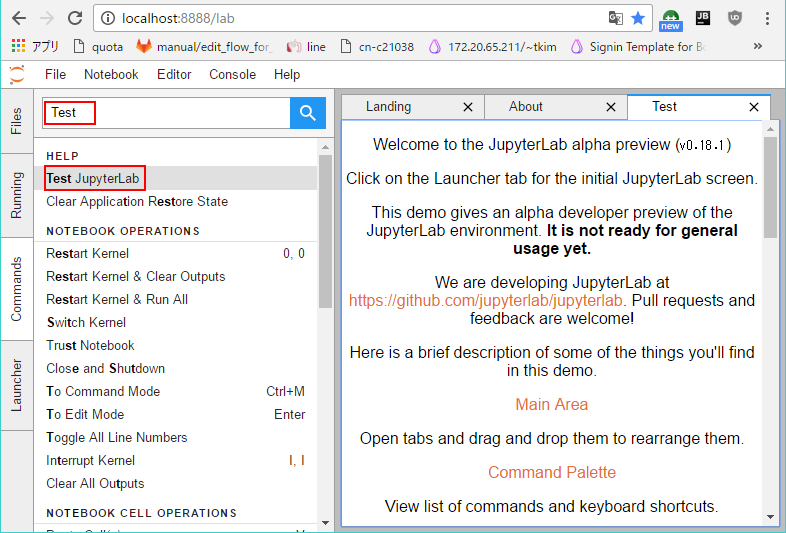 localhost:8888/lab
new
JB
UD
アプリ
quota
manual/edit_flow_for_
line
cn-c21038
172.20.65.211/~tkim
Signin Template for Bo
»
File Notebook Editor Console Help
Files
Running
Commands
Launcher
Test
HELP
Test JupyterLab
Clear Application Restore State
NOTEBOOK OPERATIONS
Restart Kernel 0, 0
Restart Kernel & Clear Outputs
Restart Kernel & Run All
Switch Kernel
Trust Notebook
Close and Shutdown
To Command Mode Ctrl+M
To Edit Mode Enter
Toggle All Line Numbers
Interrupt Kernel I, I
Clear All Outputs
NOTEBOOK CELL OPERATIONS
Landing
About
Test
Welcome to the JupyterLab alpha preview (v0.18.1)
Click on the Launcher tab for the initial JupyterLab screen.
This demo gives an alpha developer preview of the
JupyterLab environment. It is not ready for general
usage yet.
We are developing JupyterLab at
https://github.com/jupyterlab/jupyterlab. Pull requests and
feedback are welcome!
Here is a brief description of some of the things you'll find
in this demo.
Main Area
Open tabs and drag and drop them to rearrange them.
Command Palette
View list of commands and keyboard shortcuts.